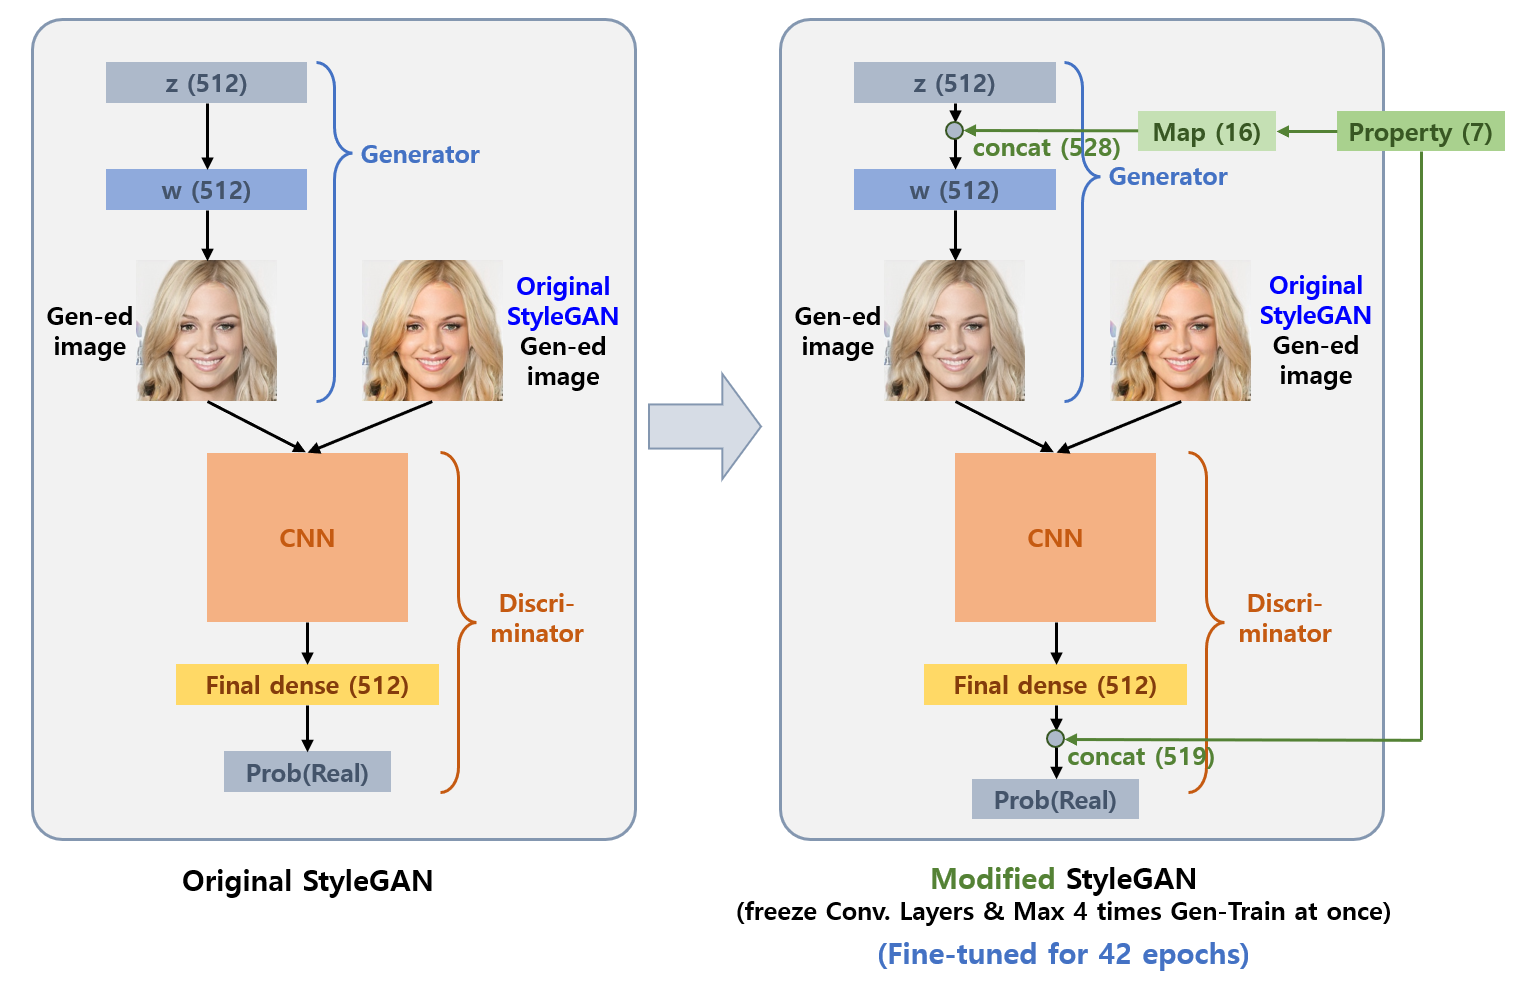 z (512)
Generator
w (512)
Gen-ed
image
Original
StyleGAN
Gen-ed
image
CNN
Discri-
minator
Final dense (512)
Prob(Real)
Original StyleGAN
z (512)
Map (16)
Property (7)
concat (528)
Generator
w (512)
Gen-ed
image
Original
StyleGAN
Gen-ed
image
CNN
Discri-
minator
Final dense (512)
concat (519)
Prob(Real)
Modified StyleGAN
(freeze Conv. Layers & Max 4 times Gen-Train at once)
(Fine-tuned for 42 epochs)